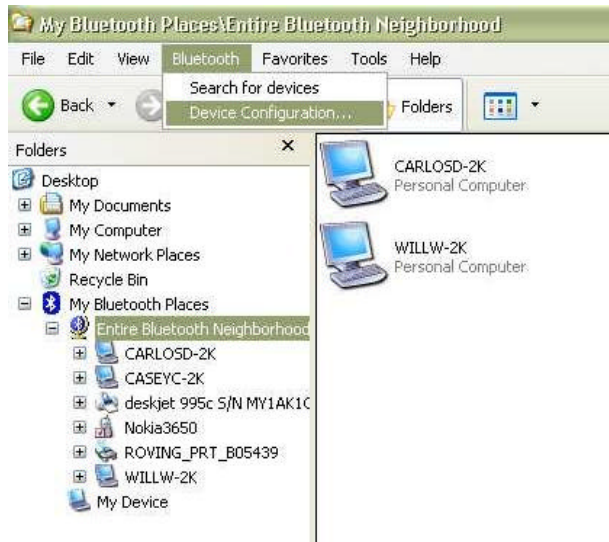 My Bluetooth Places\Entire Bluetooth Neighborhood
File Edit View Bluetooth Favorites Tools Help
Search for devices
Device Configuration...
Back
Folders
Folders
Desktop
My Documents
My Computer
My Network Places
Recycle Bin
My Bluetooth Places
Entire Bluetooth Neighborhood
CARLOSD-2K
CASEYC-2K
deskjet 995c S/N MY1AK1C
Nokia3650
ROVING_PRT_B05439
WILLW-2K
My Device
CARLOSD-2K
Personal Computer
WILLW-2K
Personal Computer